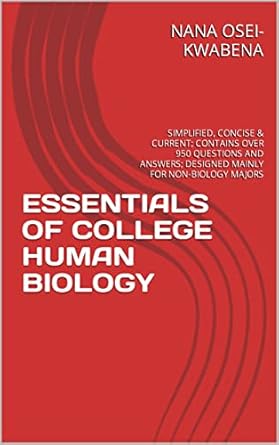 NANA OSEI-
KWABENA
SIMPLIFIED, CONCISE &
CURRENT; CONTAINS OVER
950 QUESTIONS AND
ANSWERS; DESIGNED MAINLY
FOR NON-BIOLOGY MAJORS
ESSENTIALS
OF COLLEGE
HUMAN
BIOLOGY